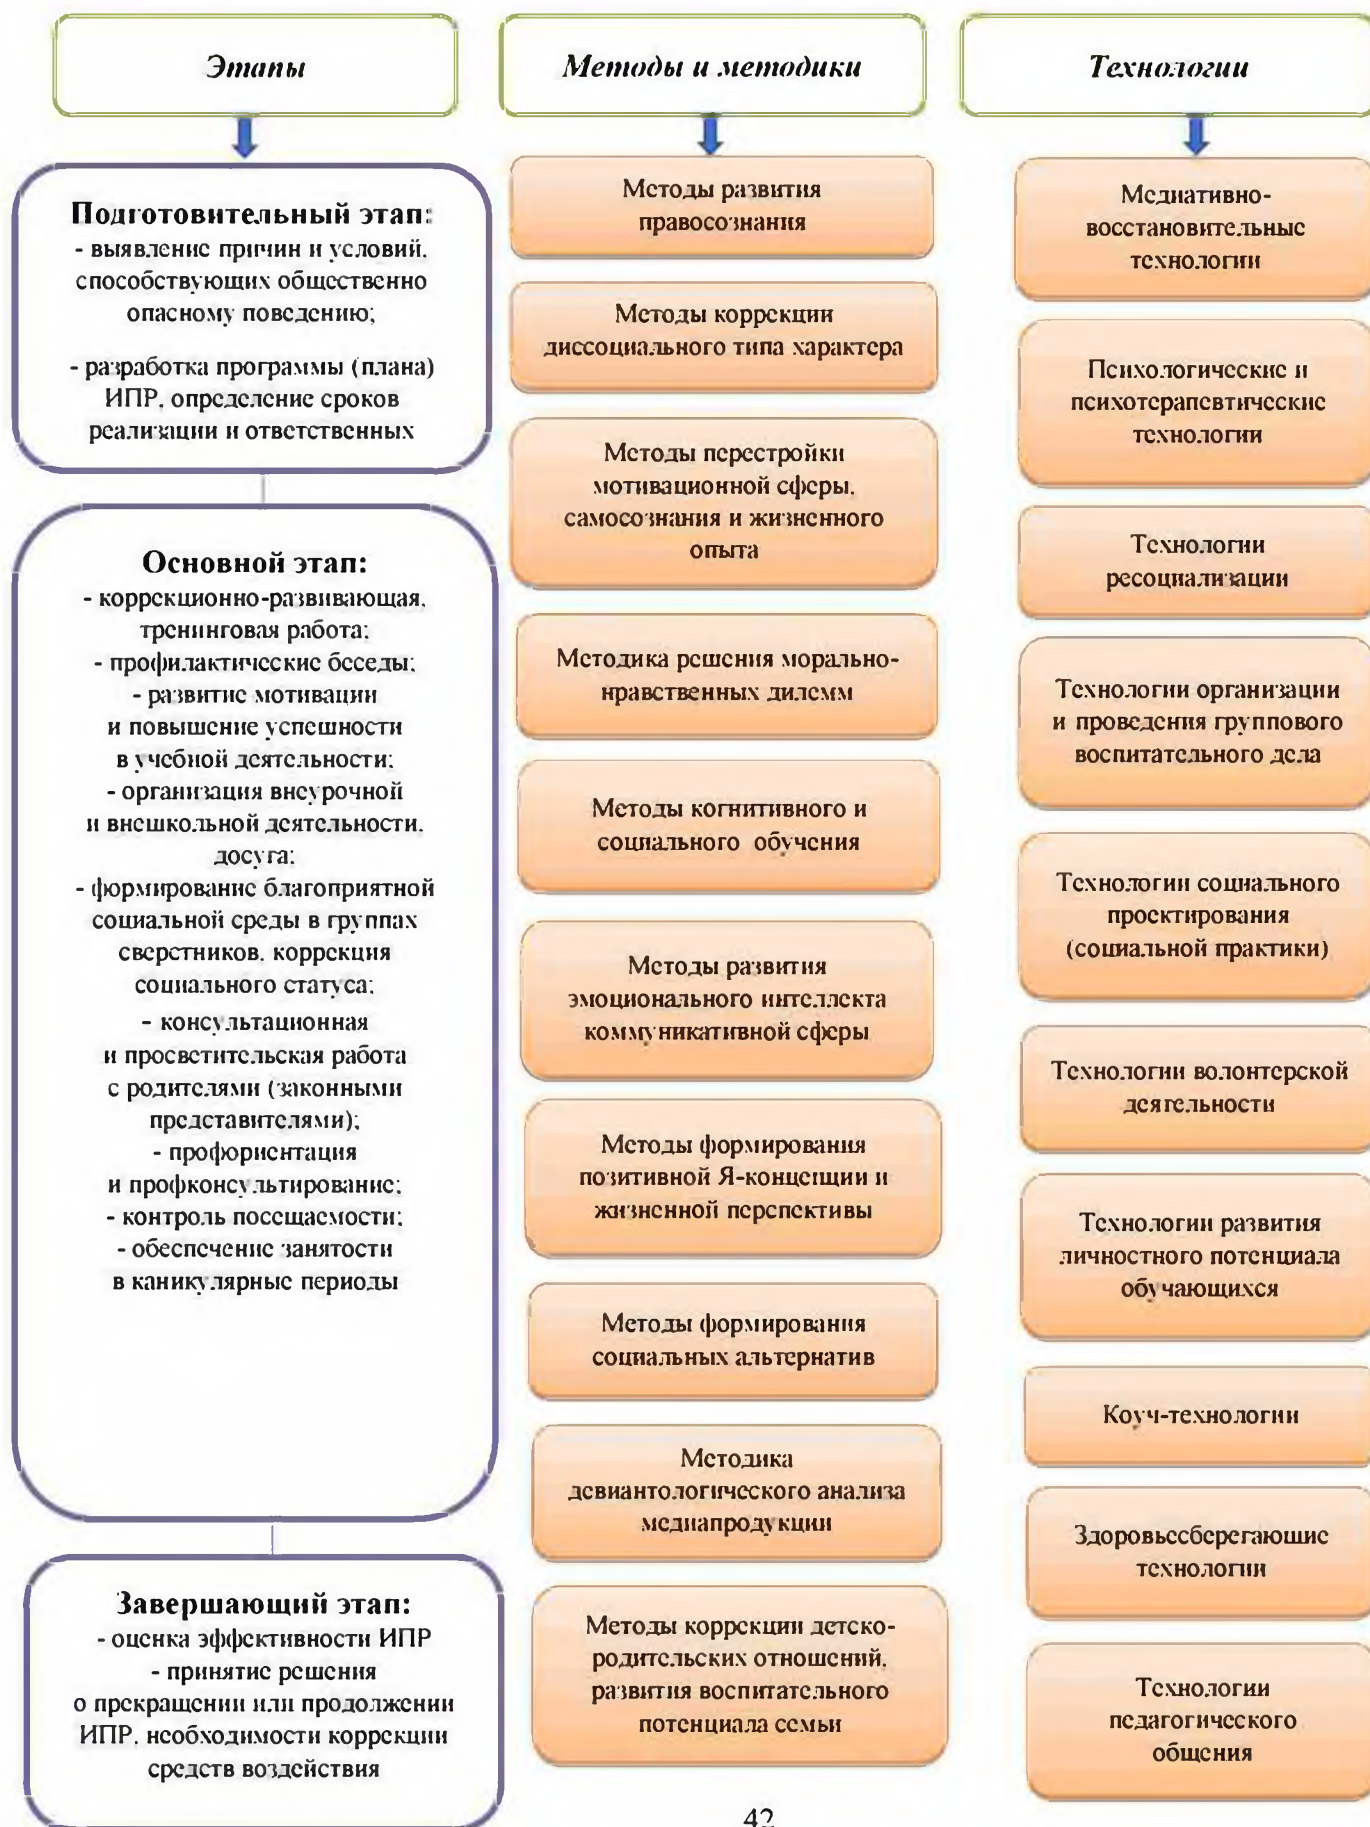 Этапы
Подготовительный этап:
- выявление причин и условий,
способствующих общественно
опасному поведению;
- разработка программы (плана)
ИПР, определение сроков
реализации и ответственных
Основной этап:
- коррекционно-развивающая,
тренинговая работа;
- профилактические беседы;
- развитие мотивации
и повышение успешности
в учебной деятельности;
- организация внеурочной
и внешкольной деятельности,
досуга;
- формирование благоприятной
социальной среды в группах
сверстников, коррекция
социального статуса;
- консультационная
и просветительская работа
с родителями (законными
представителями);
- профориентация
и профконсультирование;
- контроль посещаемости;
- обеспечение занятости
в каникулярные периоды
Завершающий этап:
- оценка эффективности ИПР
- принятие решения
о прекращении или продолжении
ИПР, необходимости коррекции
средств воздействия
Методы и методики
Методы развития
правосознания
Методы коррекции
диссоциального типа характера
Методы перестройки
мотивационной сферы,
самосознания и жизненного
опыта
Методика решения морально-
нравственных дилемм
Методы когнитивного и
социального обучения
Методы развития
эмоционального интеллекта
коммуникативной сферы
Методы формирования
позитивной Я-концепции и
жизненной перспективы
Методы формирования
социальных альтернатив
Методика
девиантологического анализа
медиапродукции
Методы коррекции детско-
родительских отношений,
развития воспитательного
потенциала семьи
Технологии
Медиативно-
восстановительные
технологии
Психологические и
психотерапевтические
технологии
Технологии
ресоциализации
Технологии организации
и проведения группового
воспитательного дела
Технологии социального
проектирования
(социальной практики)
Технологии волонтерской
деятельности
Технологии развития
личностного потенциала
обучающихся
Коуч-технологии
Здоровьесберегающие
технологии
Технологии
педагогического
общения
42